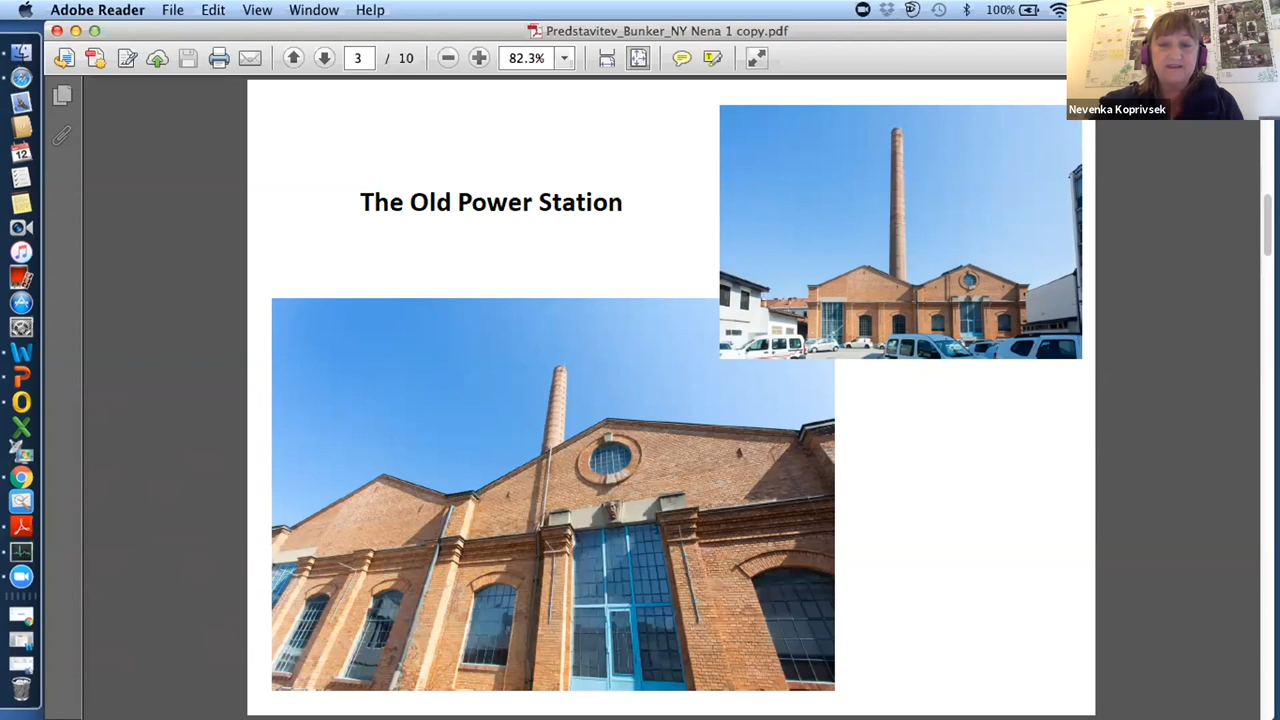 Adobe Reader File Edit View Window Help 100%
Predstavitev_Bunker_NY Nena 1 copy.pdf
3 / 10 82.3%
Nevenka Koprivsek
12
The Old Power Station